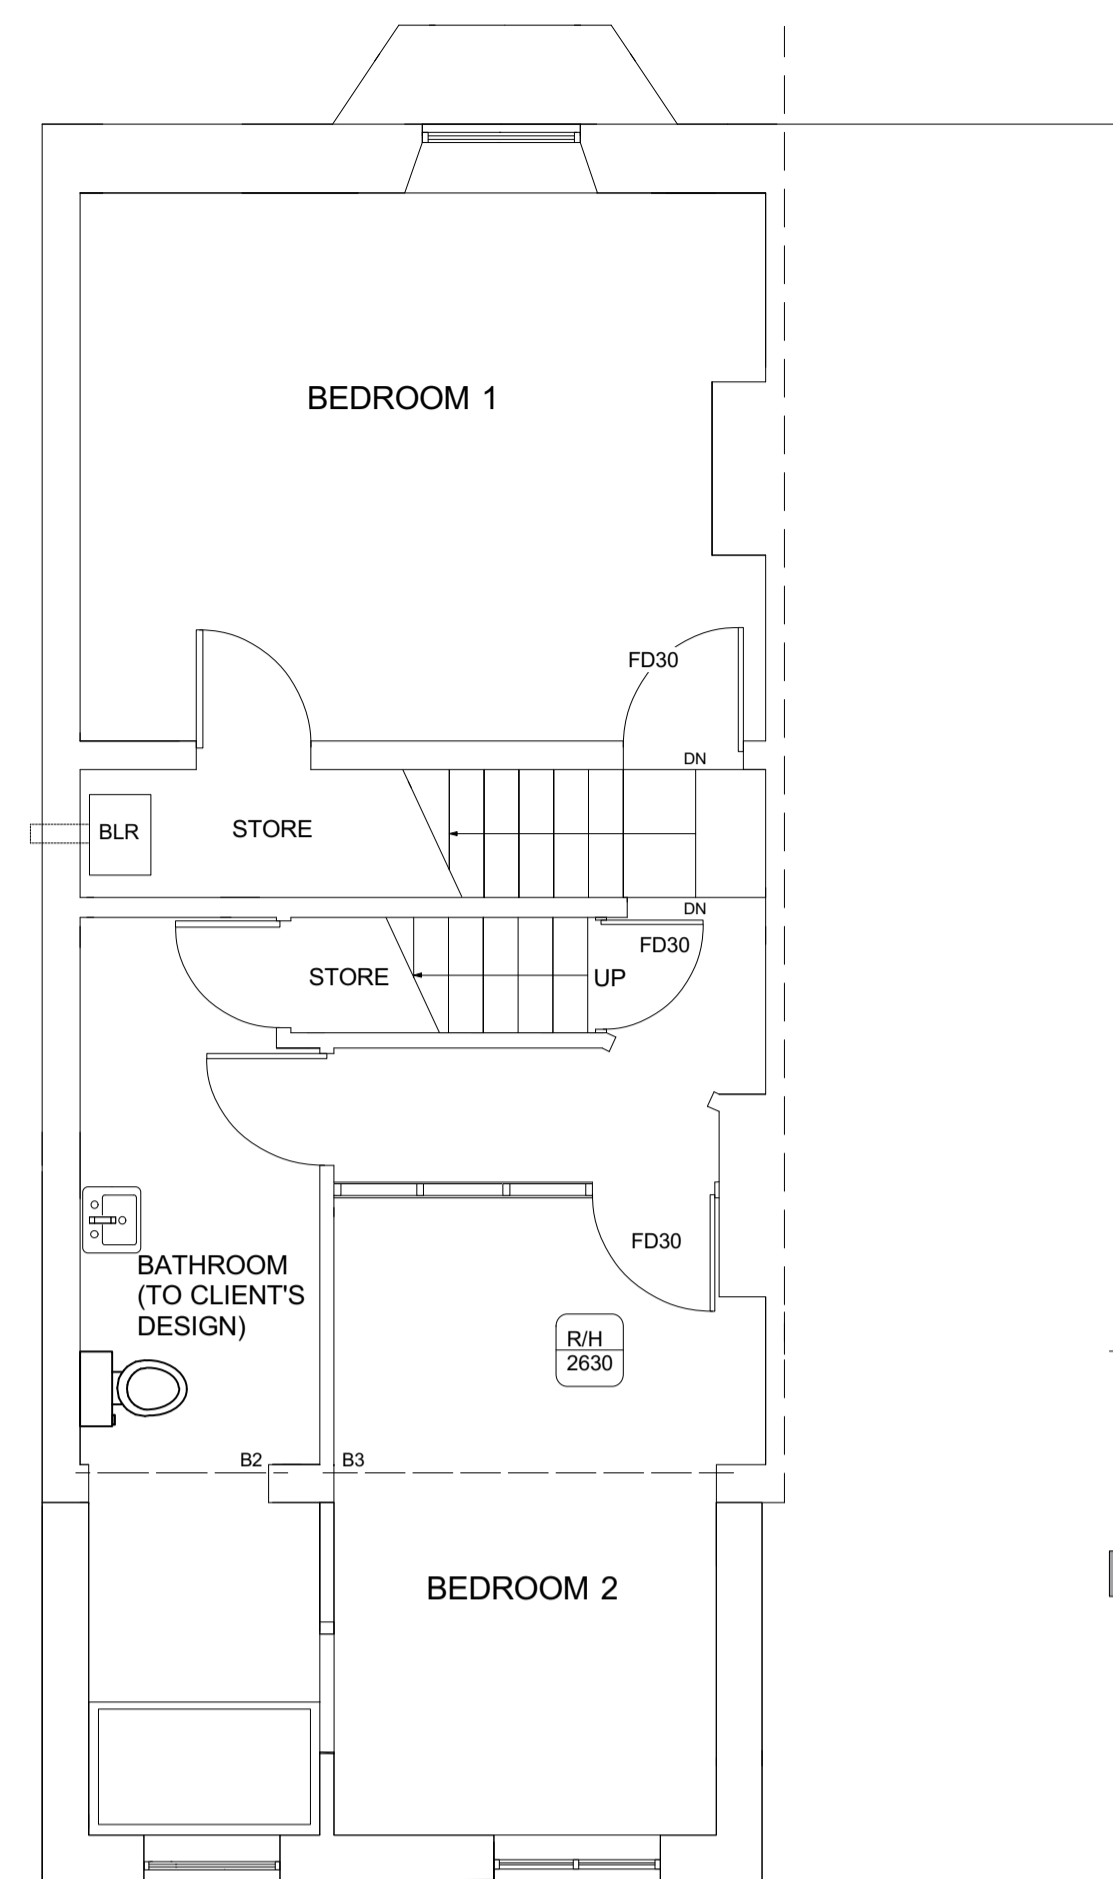 BEDROOM 1
FD30
DN
BLR
STORE
DN
FD30
STORE
UP
FD30
BATHROOM
(TO CLIENT'S
DESIGN)
R/H
2630
B2
B3
BEDROOM 2